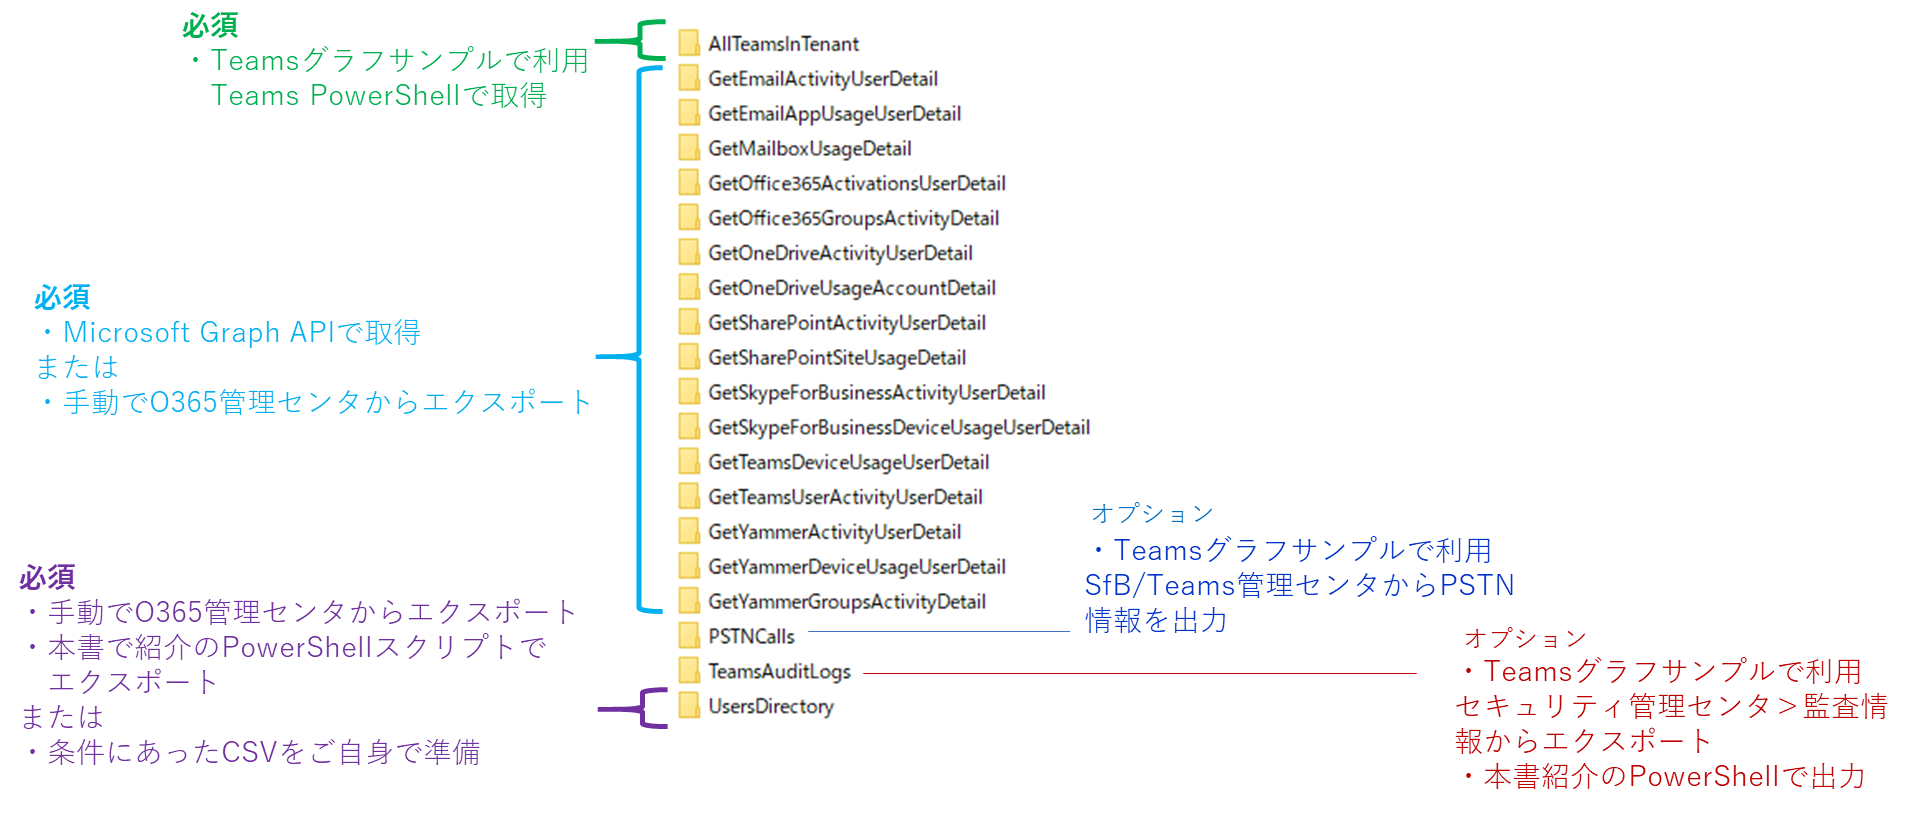 必須
・Teamsグラフサンプルで利用
Teams PowerShellで取得
AllTeamsInTenant
GetEmailActivityUserDetail
GetEmailAppUsageUserDetail
GetMailboxUsageDetail
GetOffice365ActivationsUserDetail
GetOffice365GroupsActivityDetail
GetOneDriveActivityUserDetail
GetOneDriveUsageAccountDetail
GetSharePointActivityUserDetail
GetSharePointSiteUsageDetail
GetSkypeForBusinessActivityUserDetail
GetSkypeForBusinessDeviceUsageUserDetail
GetTeamsDeviceUsageUserDetail
GetTeamsUserActivityUserDetail
GetYammerActivityUserDetail
GetYammerDeviceUsageUserDetail
GetYammerGroupsActivityDetail
PSTNCalls
TeamsAuditLogs
UsersDirectory
必須
・Microsoft Graph APIで取得
または
・手動でO365管理センタからエクスポート
必須
・手動でO365管理センタからエクスポート
・本書で紹介のPowerShellスクリプトで
エクスポート
または
・条件にあったCSVをご自身で準備
オプション
・Teamsグラフサンプルで利用
SfB/Teams管理センタからPSTN
情報を出力
オプション
・Teamsグラフサンプルで利用
セキュリティ管理センタ＞監査情
報からエクスポート
・本書紹介のPowerShellで出力